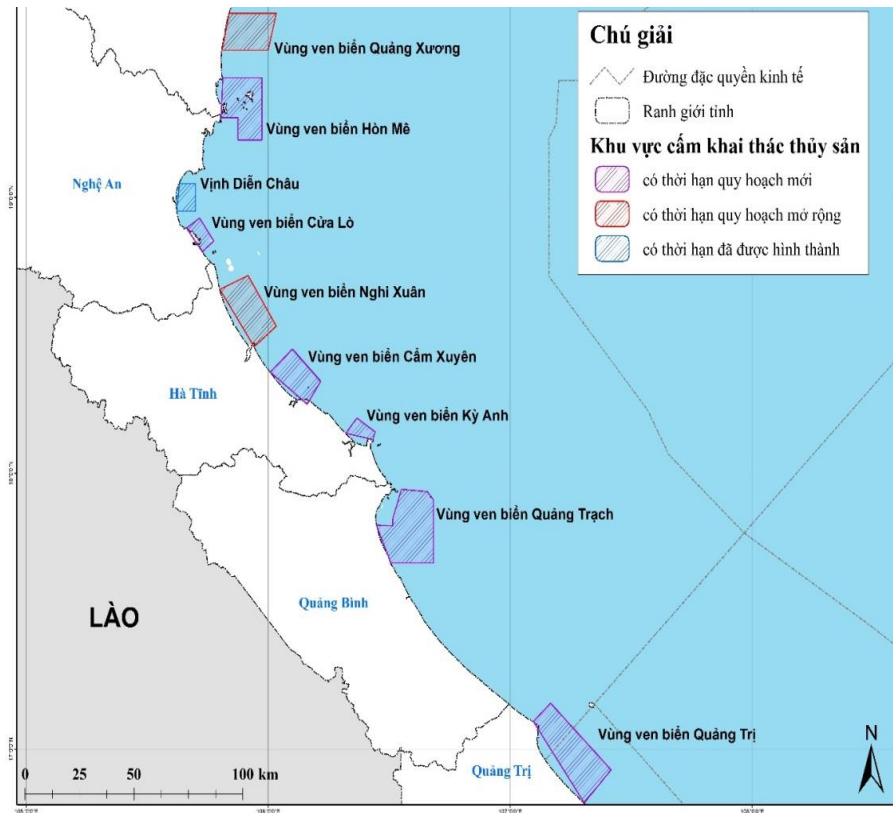 Vùng ven biển Quảng Xương
Vùng ven biển Hòn Mê
Nghệ An
Vịnh Diễn Châu
Vùng ven biển Cửa Lò
Vùng ven biển Nghi Xuân
Vùng ven biển Cẩm Xuyên
Hà Tĩnh
Vùng ven biển Kỳ Anh
Vùng ven biển Quảng Trạch
Quảng Bình
LÀO
Vùng ven biển Quảng Trị
Quảng Trị
Chú giải
Đường đặc quyền kinh tế
Ranh giới tỉnh
Khu vực cấm khai thác thủy sản
có thời hạn quy hoạch mới
có thời hạn quy hoạch mở rộng
có thời hạn đã được hình thành
0 25 50 100 km
N